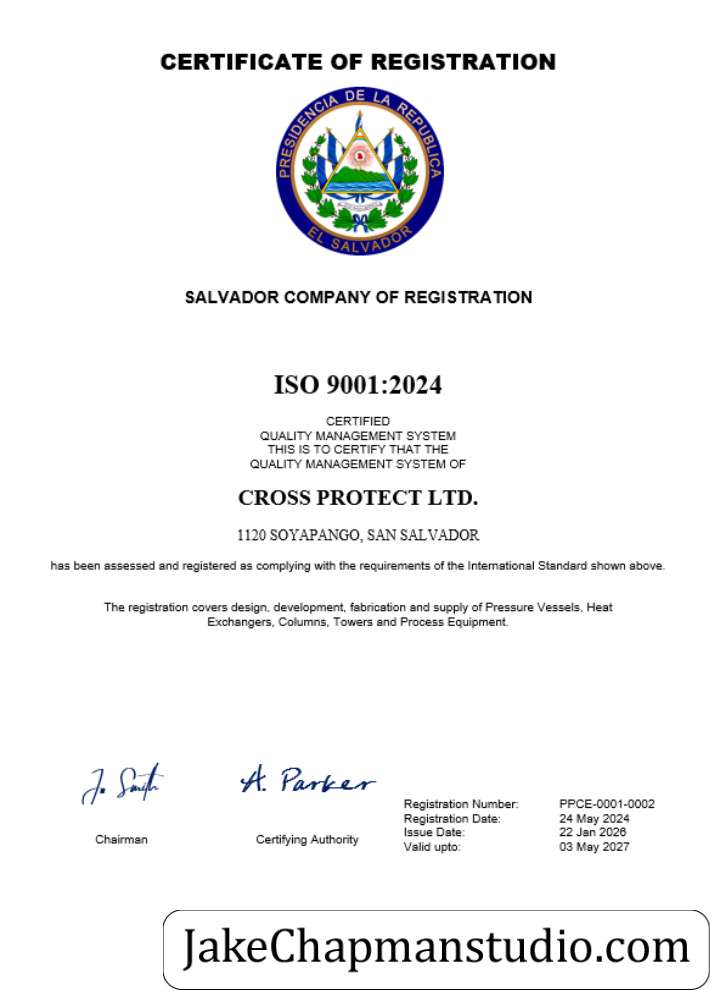 CERTIFICATE OF REGISTRATION
PRESIDENCIA DE LA REPUBLICA
EL SALVADOR
SALVADOR COMPANY OF REGISTRATION
ISO 9001:2024
CERTIFIED
QUALITY MANAGEMENT SYSTEM
THIS IS TO CERTIFY THAT THE
QUALITY MANAGEMENT SYSTEM OF
CROSS PROTECT LTD.
1120 SOYAPANGO, SAN SALVADOR
has been assessed and registered as complying with the requirements of the International Standard shown above.
The registration covers design, development, fabrication and supply of Pressure Vessels, Heat
Exchangers, Columns, Towers and Process Equipment.
J. Smith
A. Parker
Chairman
Certifying Authority
Registration Number: PPCE-0001-0002
Registration Date: 24 May 2024
Issue Date: 22 Jan 2026
Valid upto: 03 May 2027
JakeChapmanstudio.com